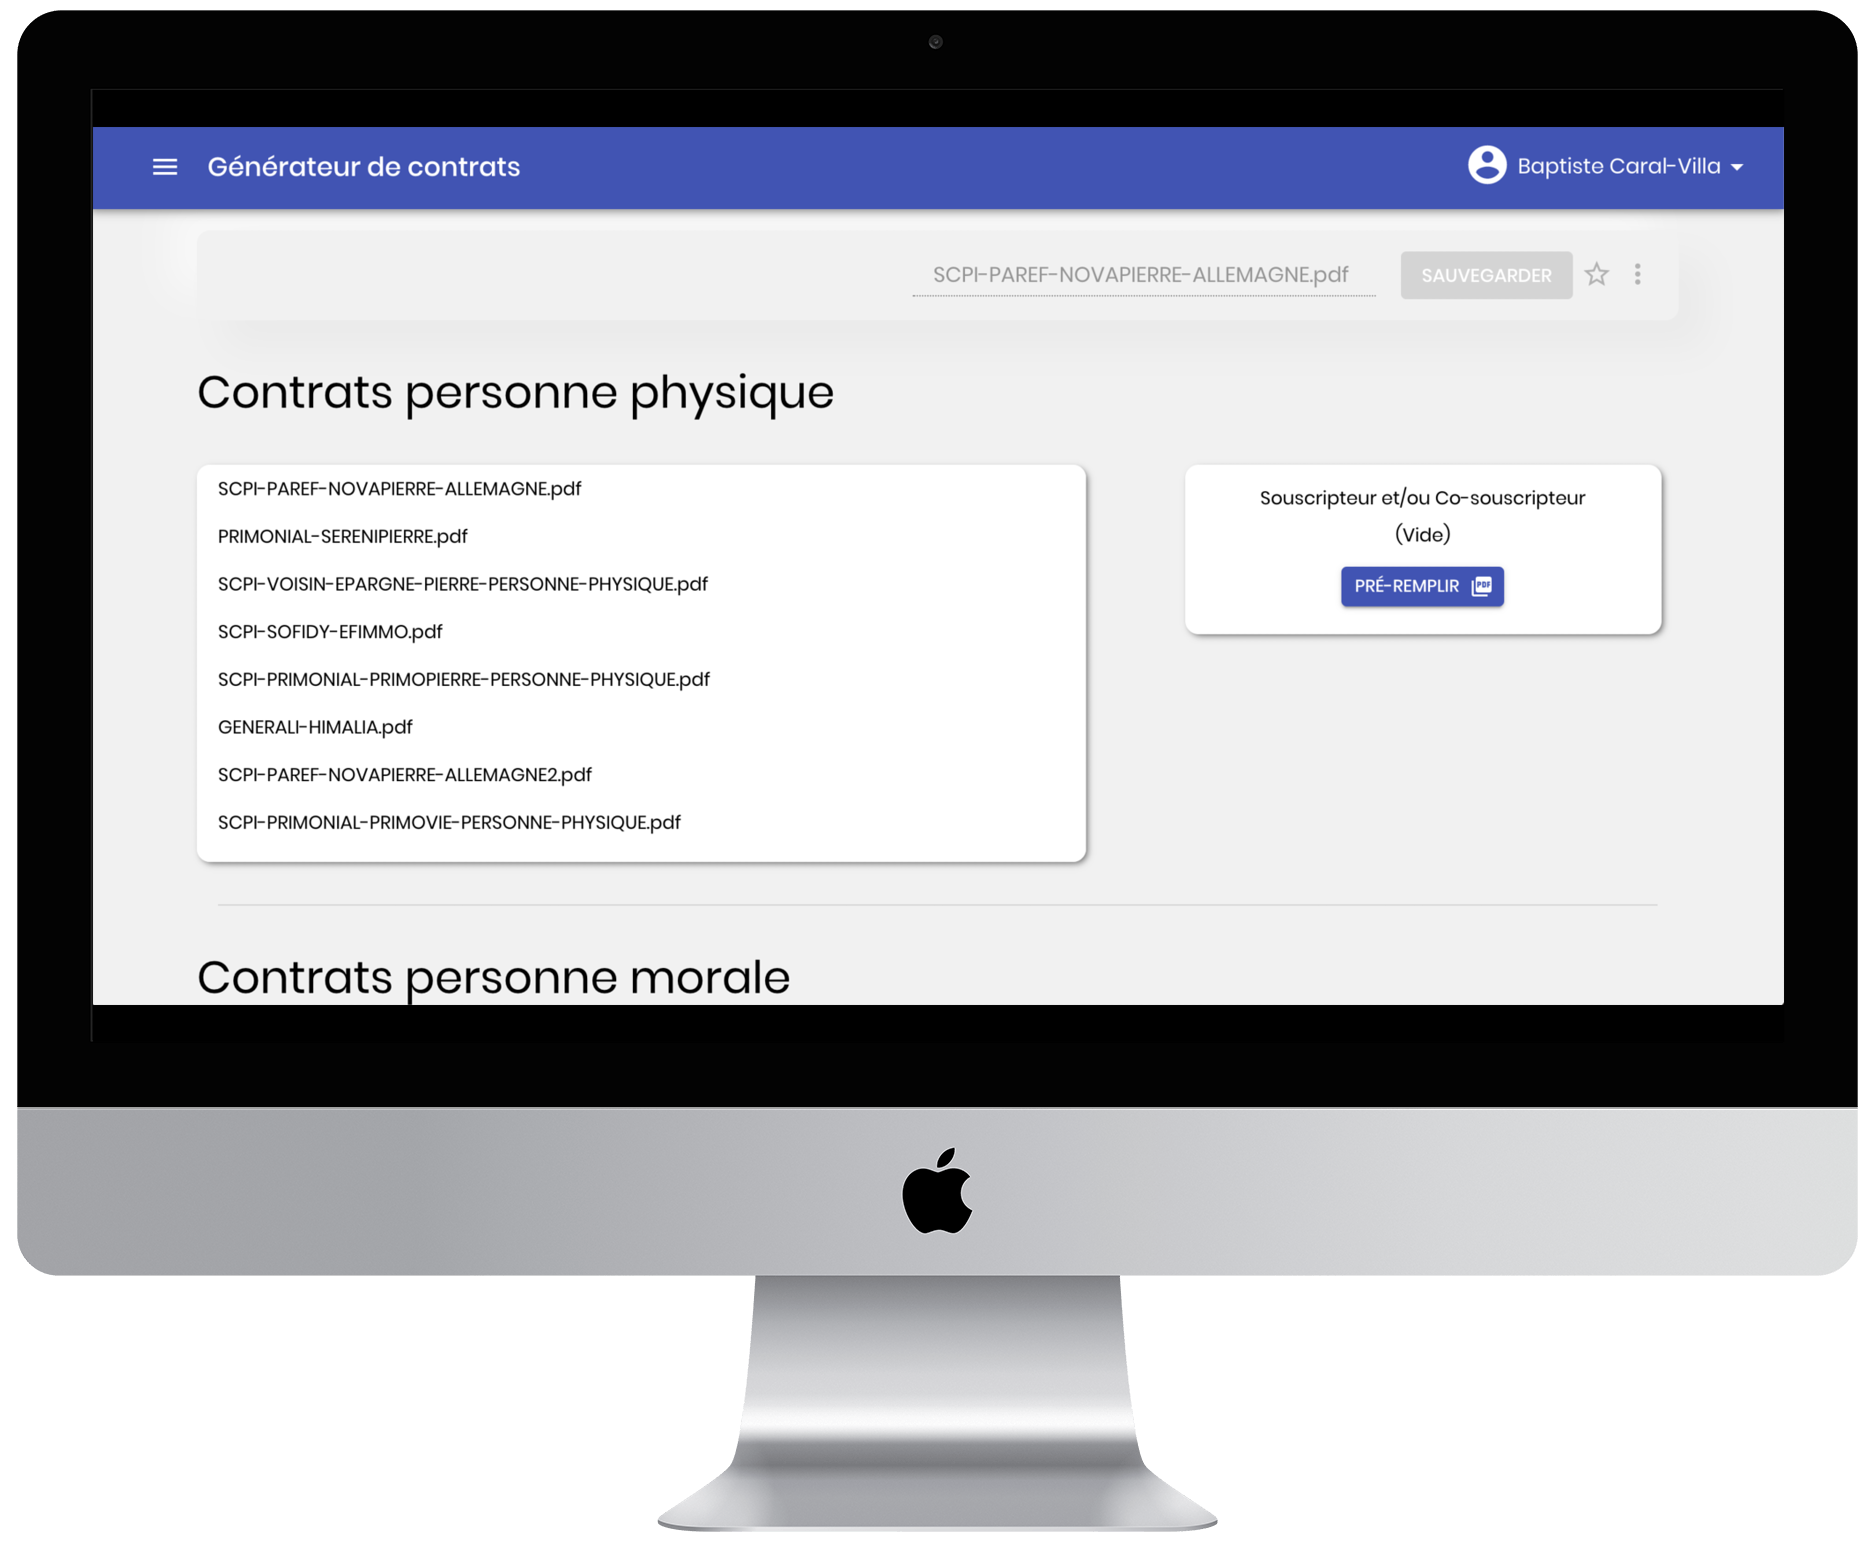 Générateur de contrats
Baptiste Caral-Villa
SCPI-PAREF-NOVAPIERRE-ALLEMAGNE.pdf
SAUVEGARDER
Contrats personne physique
SCPI-PAREF-NOVAPIERRE-ALLEMAGNE.pdf
PRIMONIAL-SERENIPIERRE.pdf
SCPI-VOISIN-EPARGNE-PIERRE-PERSONNE-PHYSIQUE.pdf
SCPI-SOFIDY-EFIMMO.pdf
SCPI-PRIMONIAL-PRIMOPIERRE-PERSONNE-PHYSIQUE.pdf
GENERALI-HIMALIA.pdf
SCPI-PAREF-NOVAPIERRE-ALLEMAGNE2.pdf
SCPI-PRIMONIAL-PRIMOVIE-PERSONNE-PHYSIQUE.pdf
Souscripteur et/ou Co-souscripteur
(Vide)
PRÉ-REMPLIR PDF
Contrats personne morale